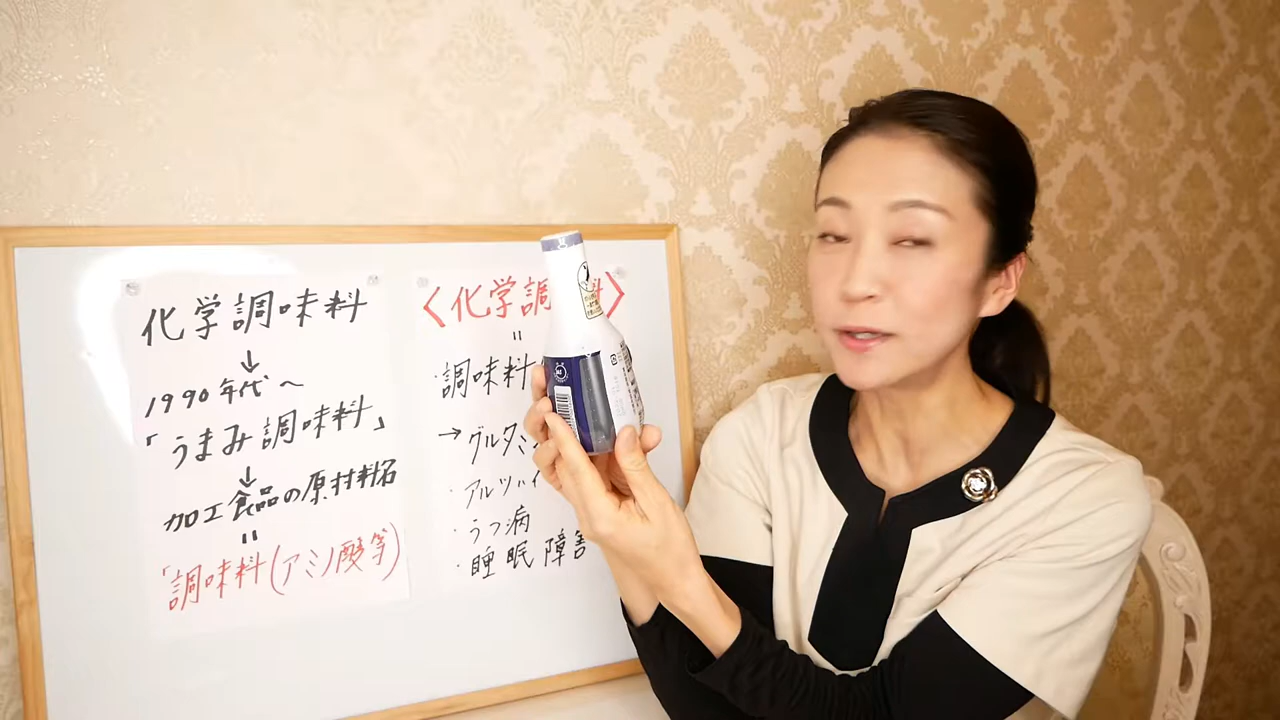 化学調味料
↓
1990年代~
「うまみ調味料」
↓
加工食品の原材料名
=
「調味料(アミノ酸等)
〈化学調 料〉
=
・調味料
→グルタミ
・アルツハイ
・うつ病
・睡眠障害